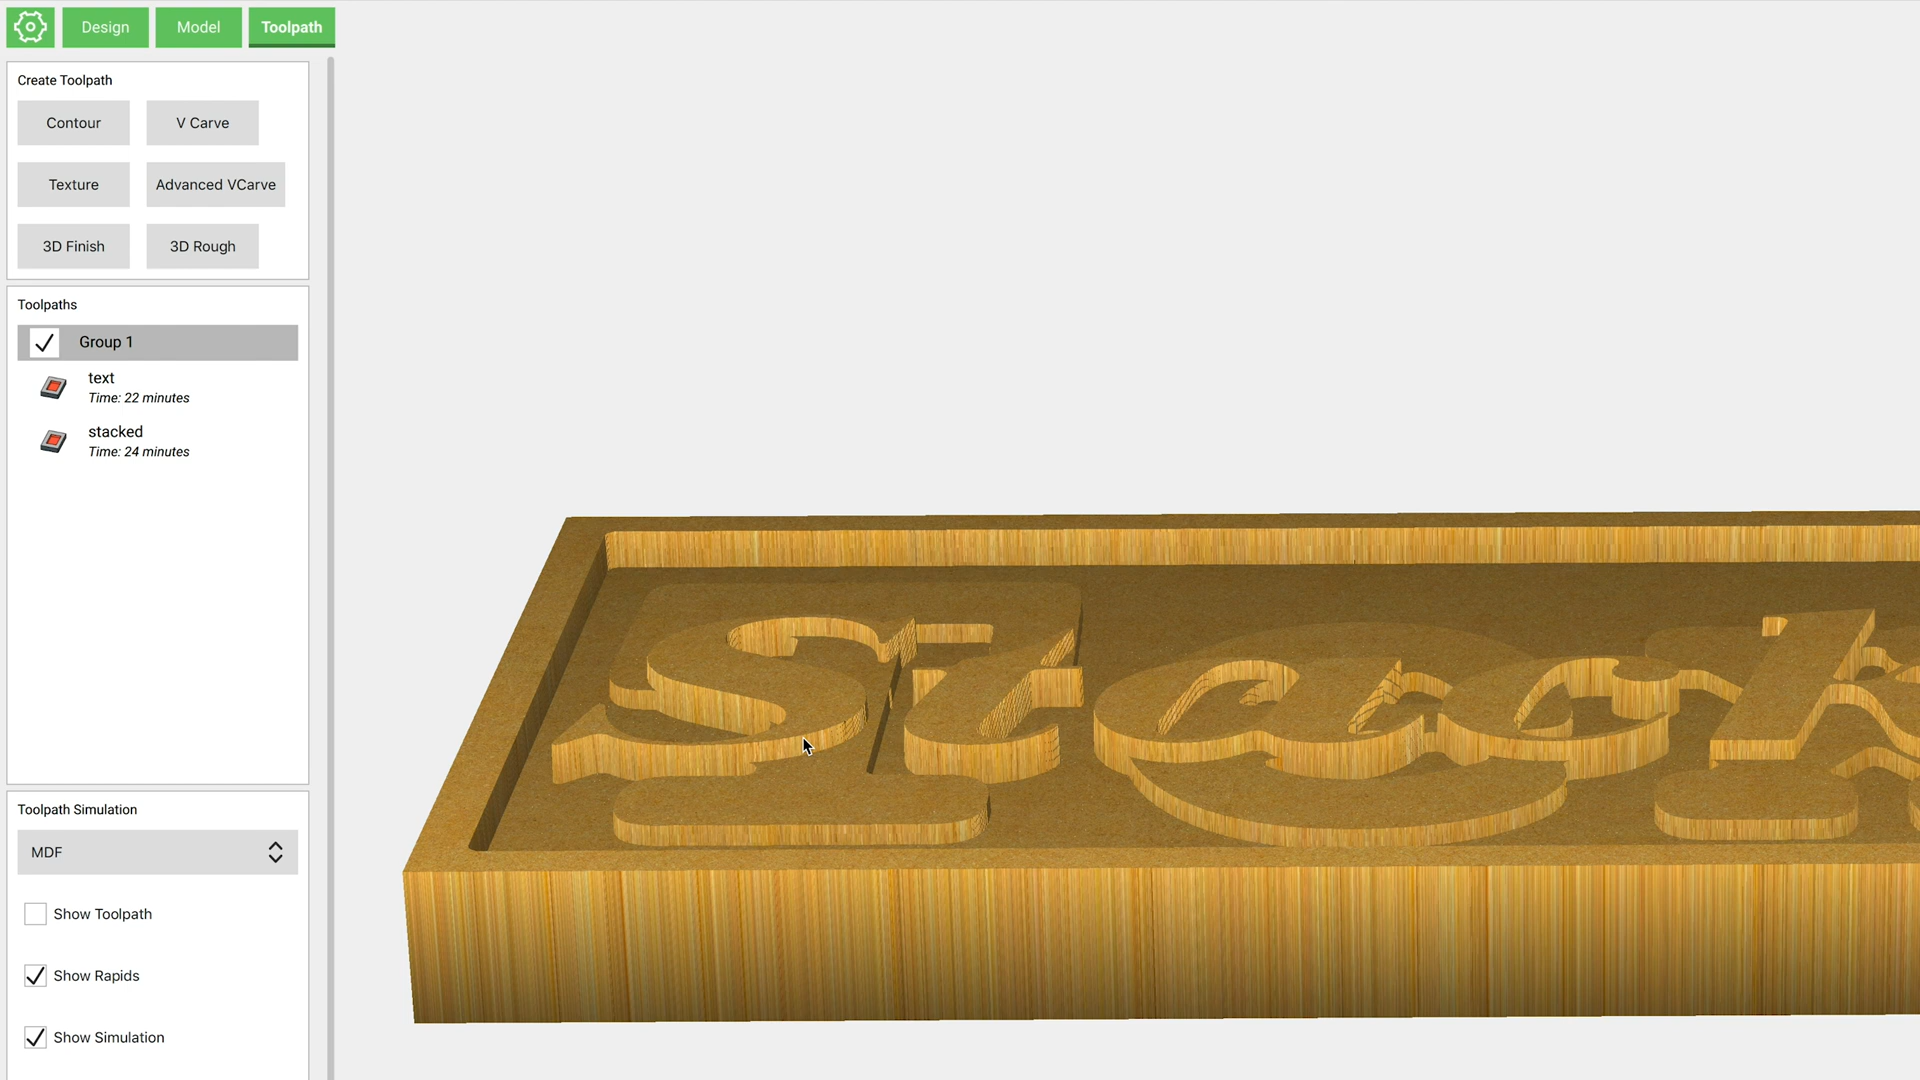 Design
Model
Toolpath
Create Toolpath
Contour
V Carve
Texture
Advanced VCarve
3D Finish
3D Rough
Toolpaths
Group 1
text
Time: 22 minutes
stacked
Time: 24 minutes
Toolpath Simulation
MDF
Show Toolpath
Show Rapids
Show Simulation